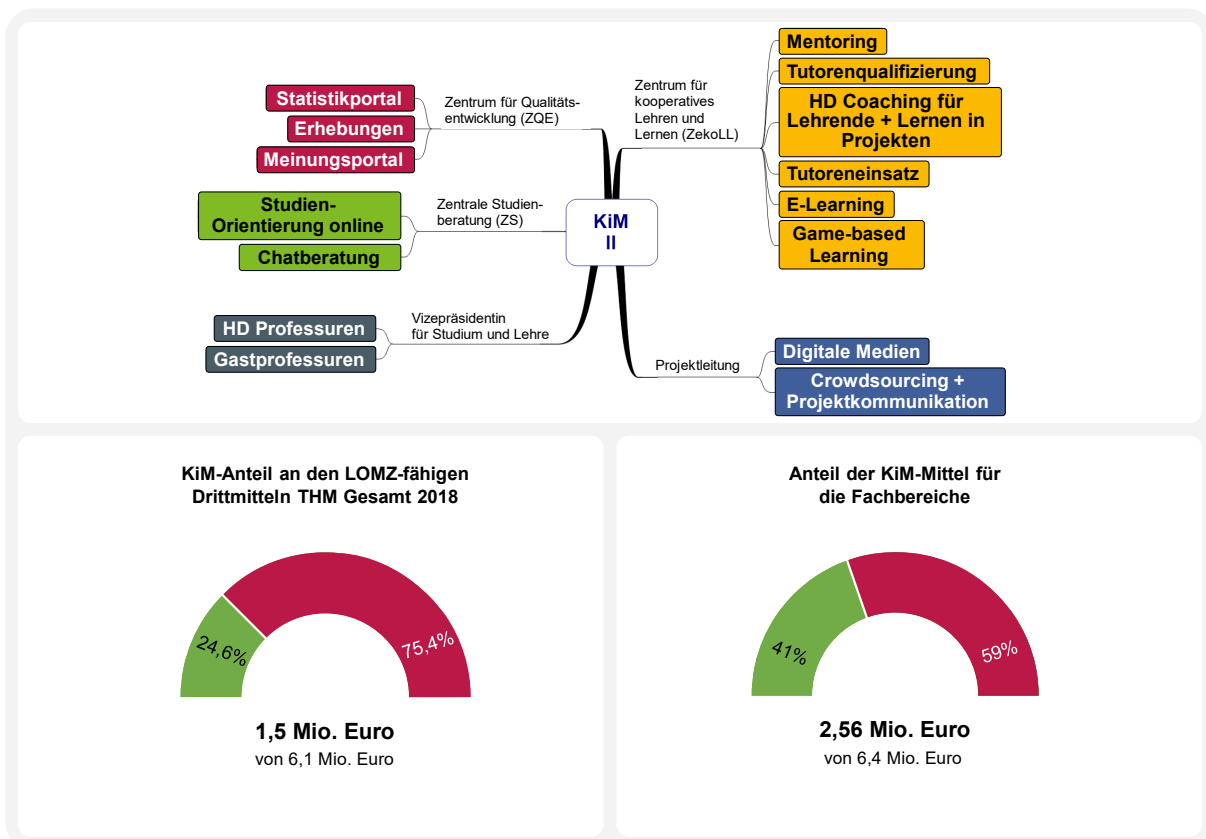 Statistikportal
Erhebungen
Meinungsportal
Zentrum für Qualitäts-
entwicklung (ZQE)
Studien-
Orientierung online
Chatberatung
Zentrale Studien-
beratung (ZS)
HD Professuren
Gastprofessuren
Vizepräsidentin
für Studium und Lehre
KiM
II
Zentrum für
kooperatives
Lehren und
Lernen (ZekoLL)
Mentoring
Tutorenqualifizierung
HD Coaching für
Lehrende + Lernen in
Projekten
Tutoreneinsatz
E-Learning
Game-based
Learning
Projektleitung
Digitale Medien
Crowdsourcing +
Projektkommunikation
KiM-Anteil an den LOMZ-fähigen
Drittmitteln THM Gesamt 2018
24,6%
75,4%
1,5 Mio. Euro
von 6,1 Mio. Euro
Anteil der KiM-Mittel für
die Fachbereiche
41%
59%
2,56 Mio. Euro
von 6,4 Mio. Euro